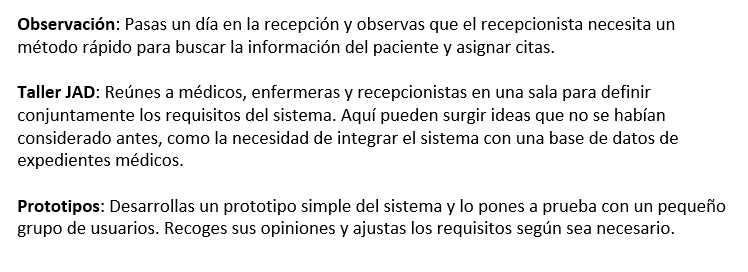 Observación: Pasas un día en la recepción y observas que el recepcionista necesita un
método rápido para buscar la información del paciente y asignar citas.
Taller JAD: Reúnes a médicos, enfermeras y recepcionistas en una sala para definir
conjuntamente los requisitos del sistema. Aquí pueden surgir ideas que no se habían
considerado antes, como la necesidad de integrar el sistema con una base de datos de
expedientes médicos.
Prototipos: Desarrollas un prototipo simple del sistema y lo pones a prueba con un pequeño
grupo de usuarios. Recoges sus opiniones y ajustas los requisitos según sea necesario.